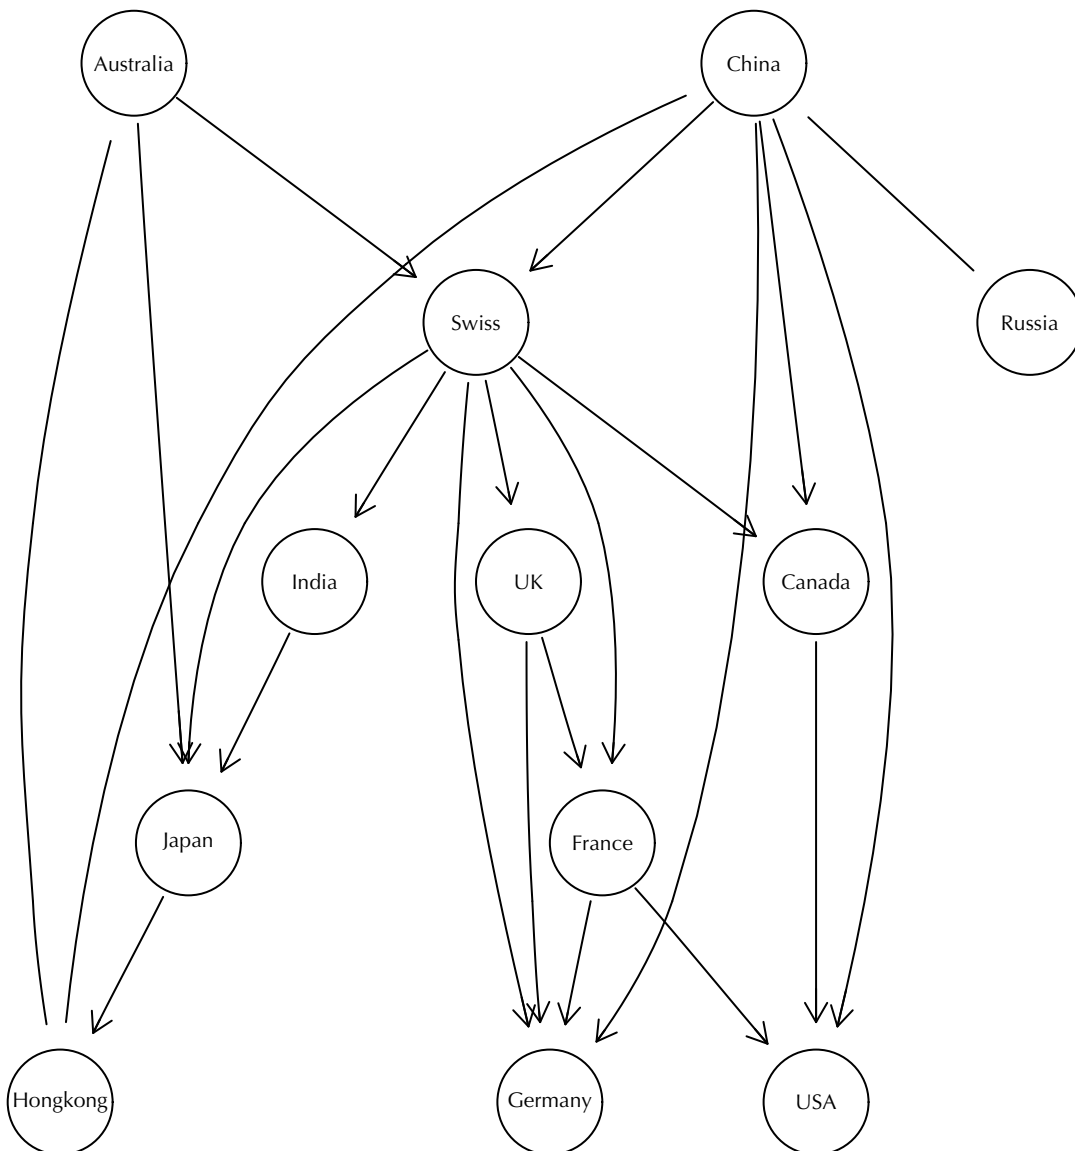 Australia
China
Swiss
Russia
India
UK
Canada
Japan
France
Hongkong
Germany
USA